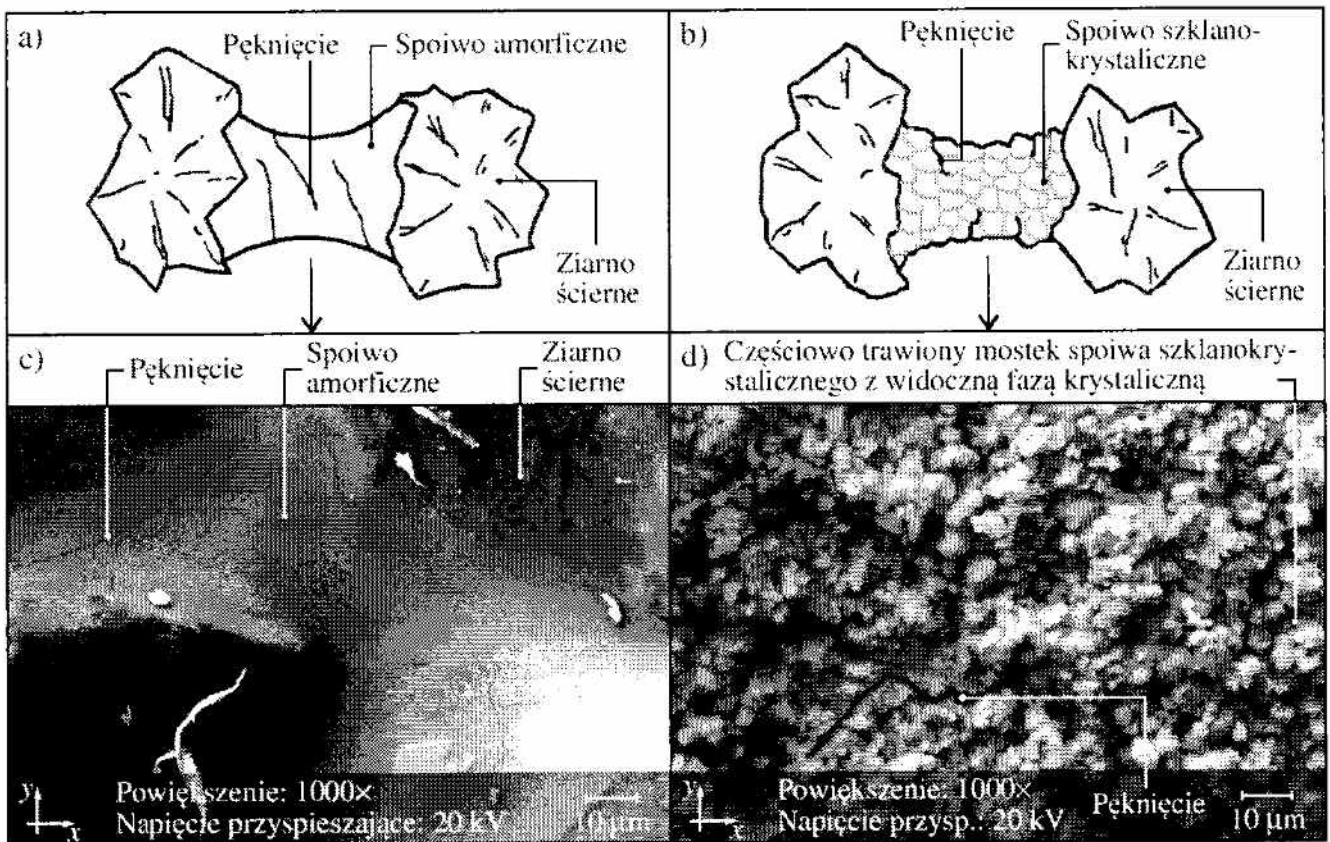 a)
Pęknięcie
Spoiwo amorficzne
Ziarno
ścierne
b)
Pęknięcie
Spoiwo szklano-
krystaliczne
Ziarno
ścierne
c)
Pęknięcie
Spoiwo
amorficzne
Ziarno
ścierne
d) Częściowo trawiony mostek spoiwa szklanokry-
stalicznego z widoczną fazą krystaliczną
y
x
Powiększenie: 1000×
Napięcie przyspieszające: 20 kV
10 μm
y
x
Powiększenie: 1000×
Napięcie przysp.: 20 kV
Pęknięcie
10 μm